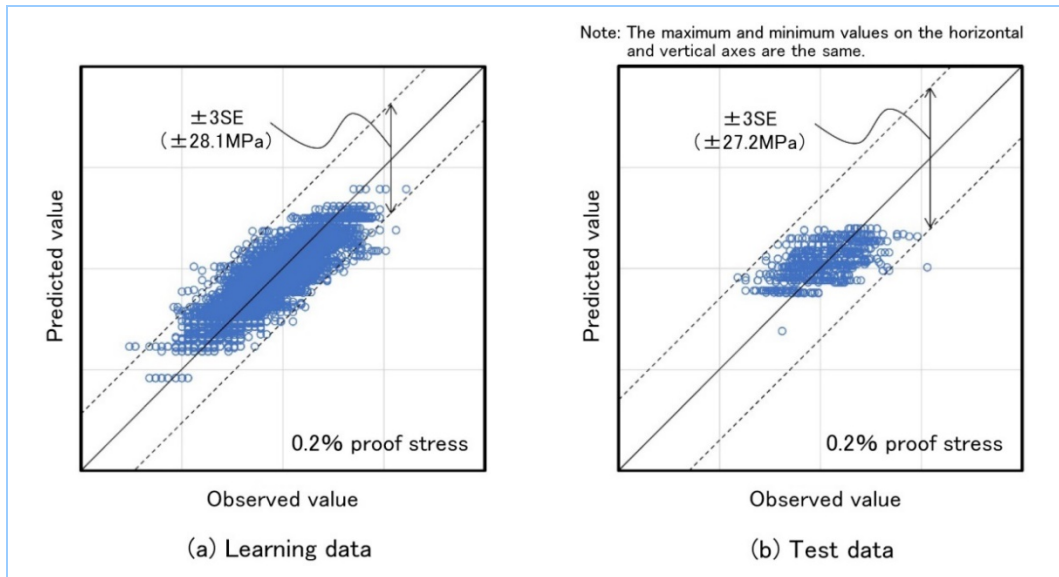 Note: The maximum and minimum values on the horizontal
and vertical axes are the same.
±3SE
(±28.1MPa)
Predicted value
0.2% proof stress
Observed value
(a) Learning data
±3SE
(±27.2MPa)
Predicted value
0.2% proof stress
Observed value
(b) Test data